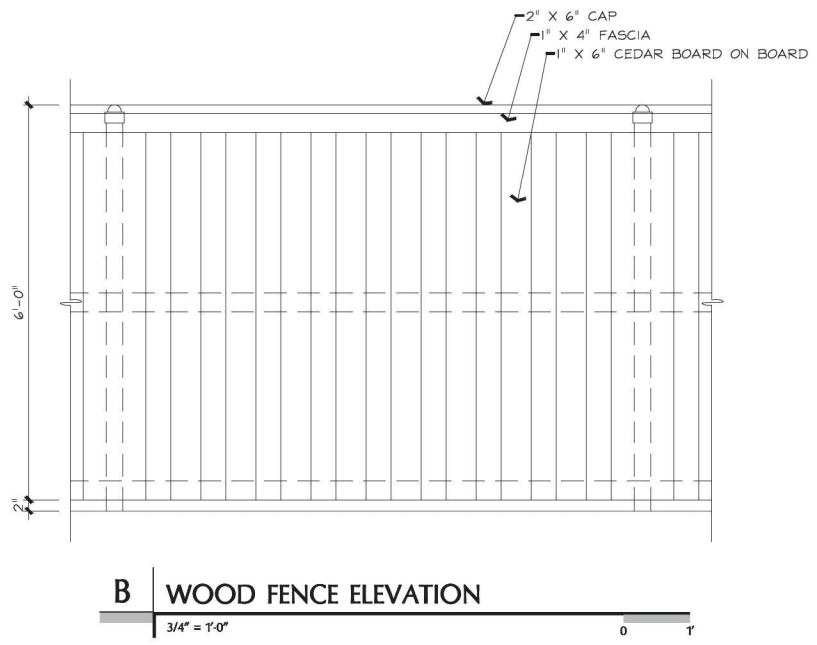 2" X 6" CAP
1" X 4" FASCIA
1" X 6" CEDAR BOARD ON BOARD
6'-0"
2"
B WOOD FENCE ELEVATION
3/4" = 1'-0"
0 1'